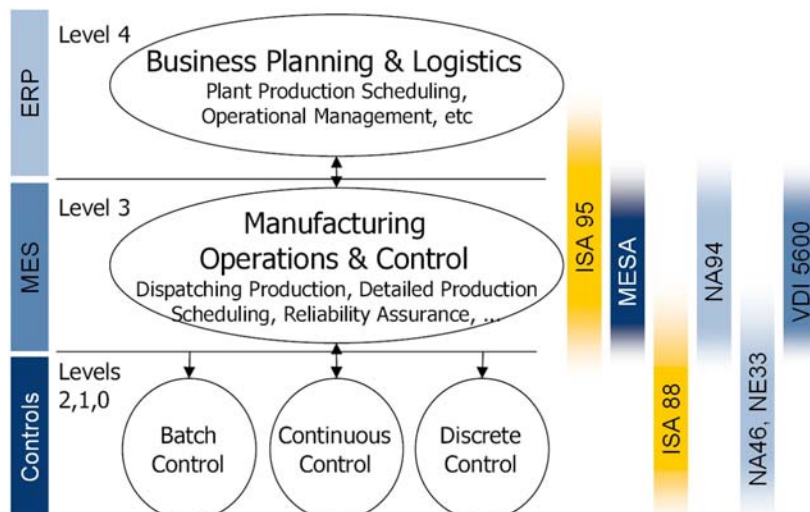 ERP
Level 4
Business Planning & Logistics
Plant Production Scheduling,
Operational Management, etc
MES
Level 3
Manufacturing
Operations & Control
Dispatching Production, Detailed Production
Scheduling, Reliability Assurance, ...
Controls
Levels
2,1,0
Batch
Control
Continuous
Control
Discrete
Control
ISA 95
MESA
ISA 88
NA94
NA46, NE33
VDI 5600